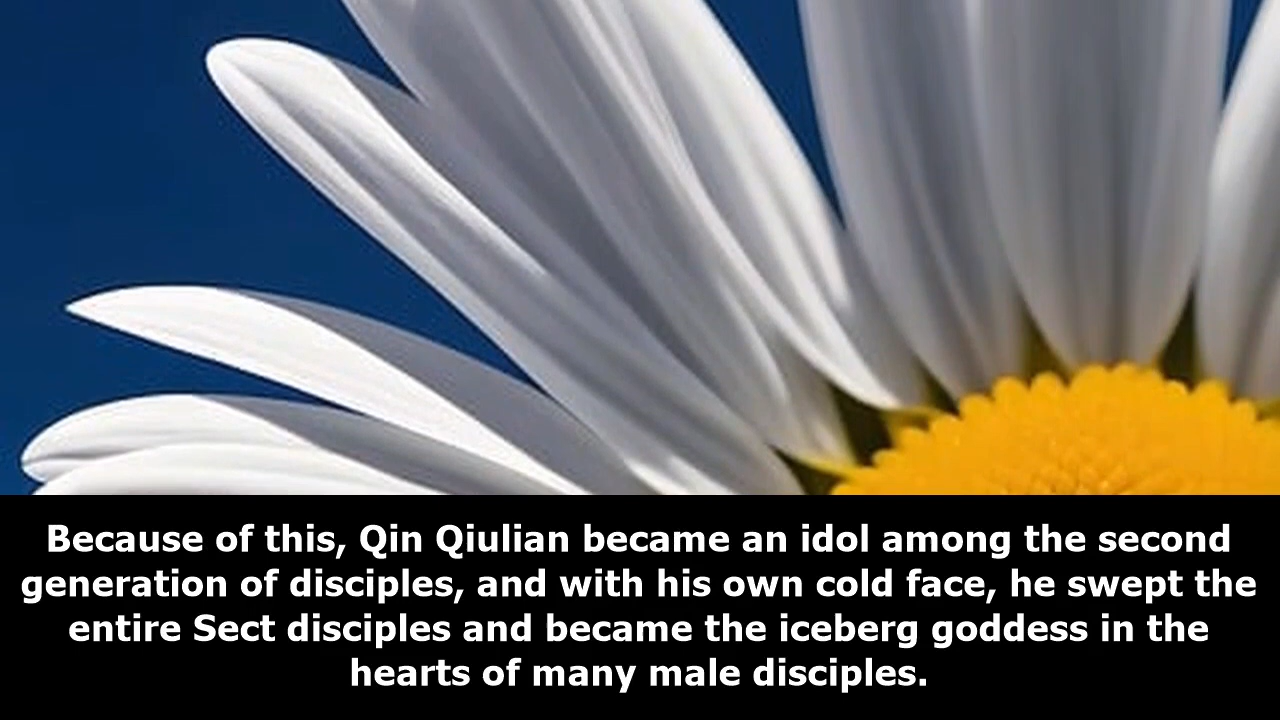 Because of this, Qin Qiulian became an idol among the second
generation of disciples, and with his own cold face, he swept the
entire Sect disciples and became the iceberg goddess in the
hearts of many male disciples.